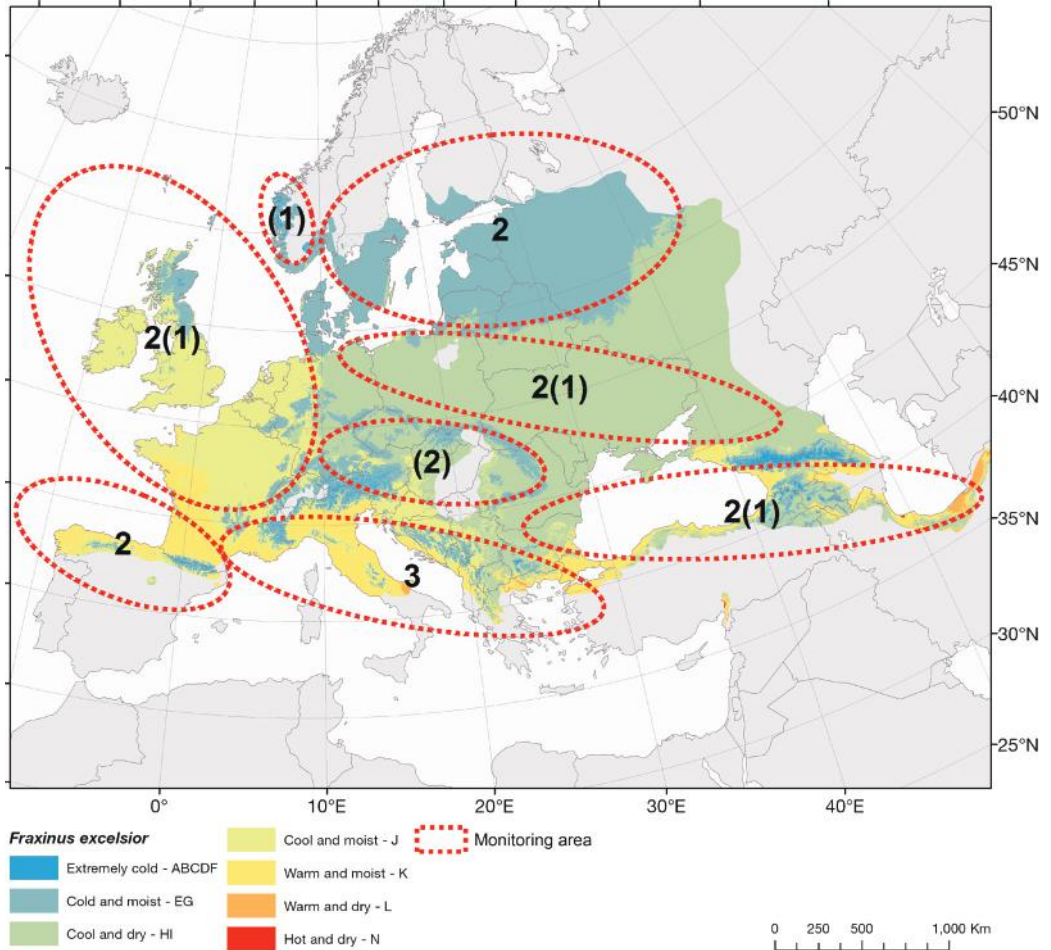 50°N
(1)
2
45°N
2(1)
2(1)
40°N
(2)
2(1)
35°N
2
3
30°N
25°N
0°
10°E
20°E
30°E
40°E
Fraxinus excelsior
Extremely cold - ABCDF
Cold and moist - EG
Cool and dry - HI
Cool and moist - J
Warm and moist - K
Warm and dry - L
Hot and dry - N
Monitoring area
0 250 500 1,000 Km